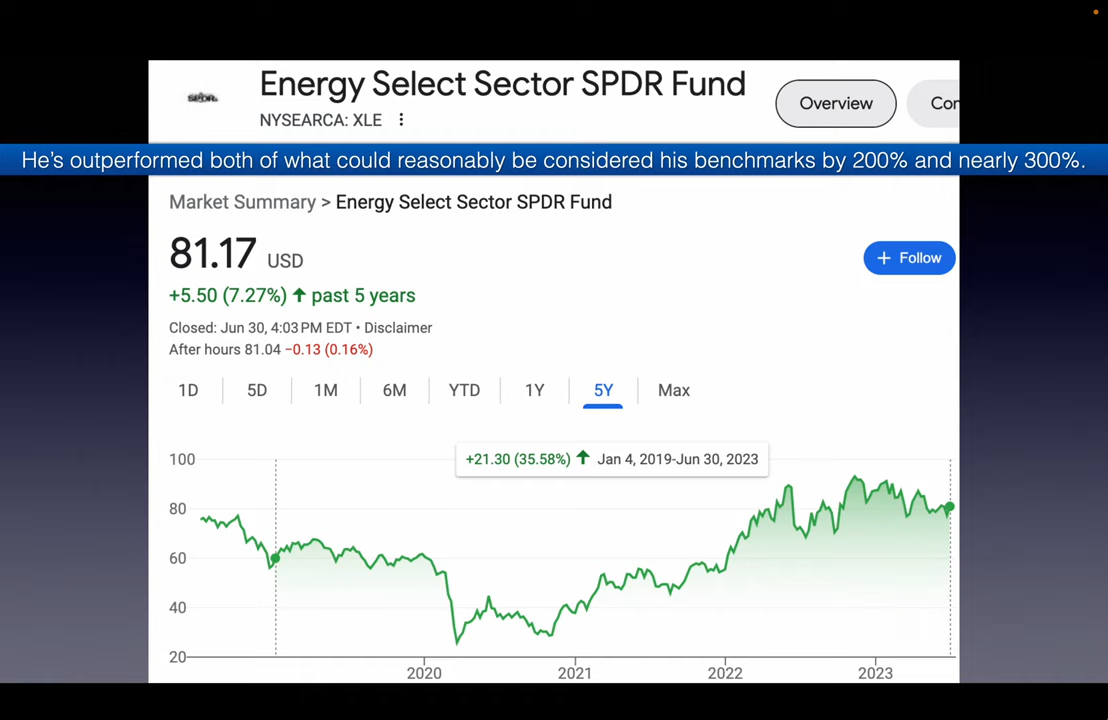 SPDR
Energy Select Sector SPDR Fund
Overview
Con
NYSEARCA: XLE
He's outperformed both of what could reasonably be considered his benchmarks by 200% and nearly 300%.
Market Summary > Energy Select Sector SPDR Fund
81.17 USD
+ Follow
+5.50 (7.27%) ↑ past 5 years
Closed: Jun 30, 4:03 PM EDT • Disclaimer
After hours 81.04 −0.13 (0.16%)
1D 5D 1M 6M YTD 1Y 5Y Max
+21.30 (35.58%) ↑ Jan 4, 2019-Jun 30, 2023
100
80
60
40
20
2020 2021 2022 2023